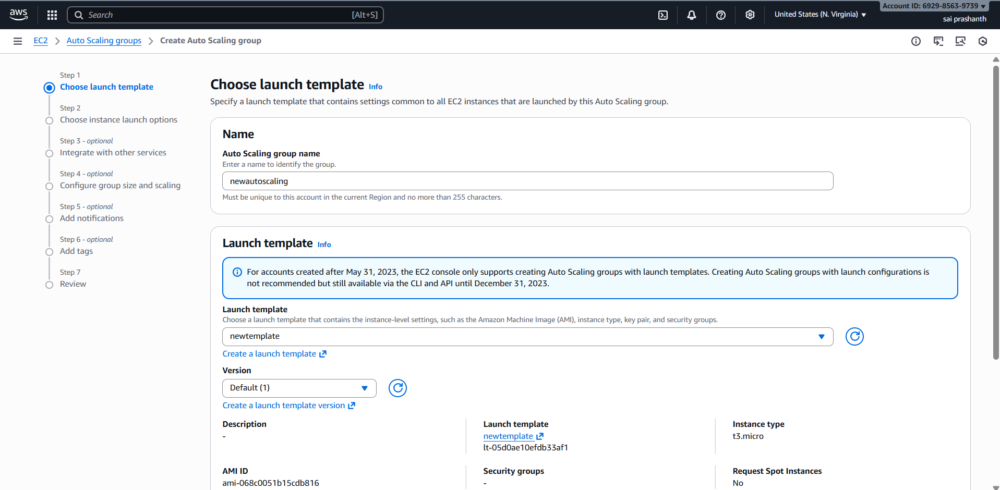 aws
Search [Alt+S]
United States (N. Virginia)
Account ID: 6929-8563-9739
sai prashanth
EC2 > Auto Scaling groups > Create Auto Scaling group
Step 1
Choose launch template
Step 2
Choose instance launch options
Step 3 - optional
Integrate with other services
Step 4 - optional
Configure group size and scaling
Step 5 - optional
Add notifications
Step 6 - optional
Add tags
Step 7
Review
Choose launch template Info
Specify a launch template that contains settings common to all EC2 instances that are launched by this Auto Scaling group.
Name
Auto Scaling group name
Enter a name to identify the group.
newautoscaling
Must be unique to this account in the current Region and no more than 255 characters.
Launch template Info
For accounts created after May 31, 2023, the EC2 console only supports creating Auto Scaling groups with launch templates. Creating Auto Scaling groups with launch configurations is
not recommended but still available via the CLI and API until December 31, 2023.
Launch template
Choose a launch template that contains the instance-level settings, such as the Amazon Machine Image (AMI), instance type, key pair, and security groups.
newtemplate
Create a launch template
Version
Default (1)
Create a launch template version
Description
-
Launch template
newtemplate
lt-05d0ae10efdb33af1
Instance type
t3.micro
AMI ID
ami-068c0051b15cdb816
Security groups
-
Request Spot Instances
No